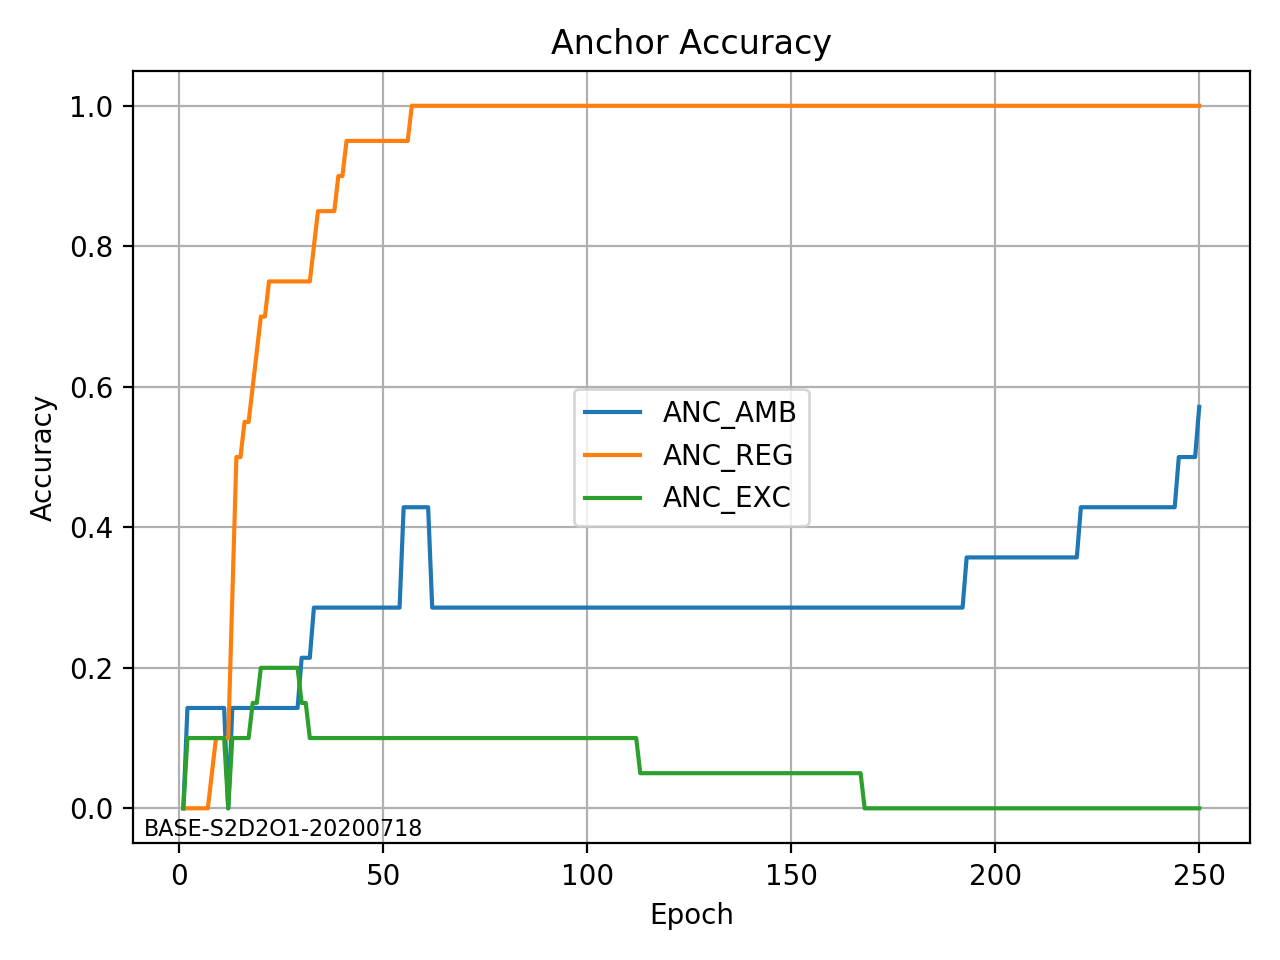 Anchor Accuracy
1.0
0.8
0.6
0.4
0.2
0.0
Accuracy
ANC_AMB
ANC_REG
ANC_EXC
BASE-S2D2O1-20200718
0 50 100 150 200 250
Epoch